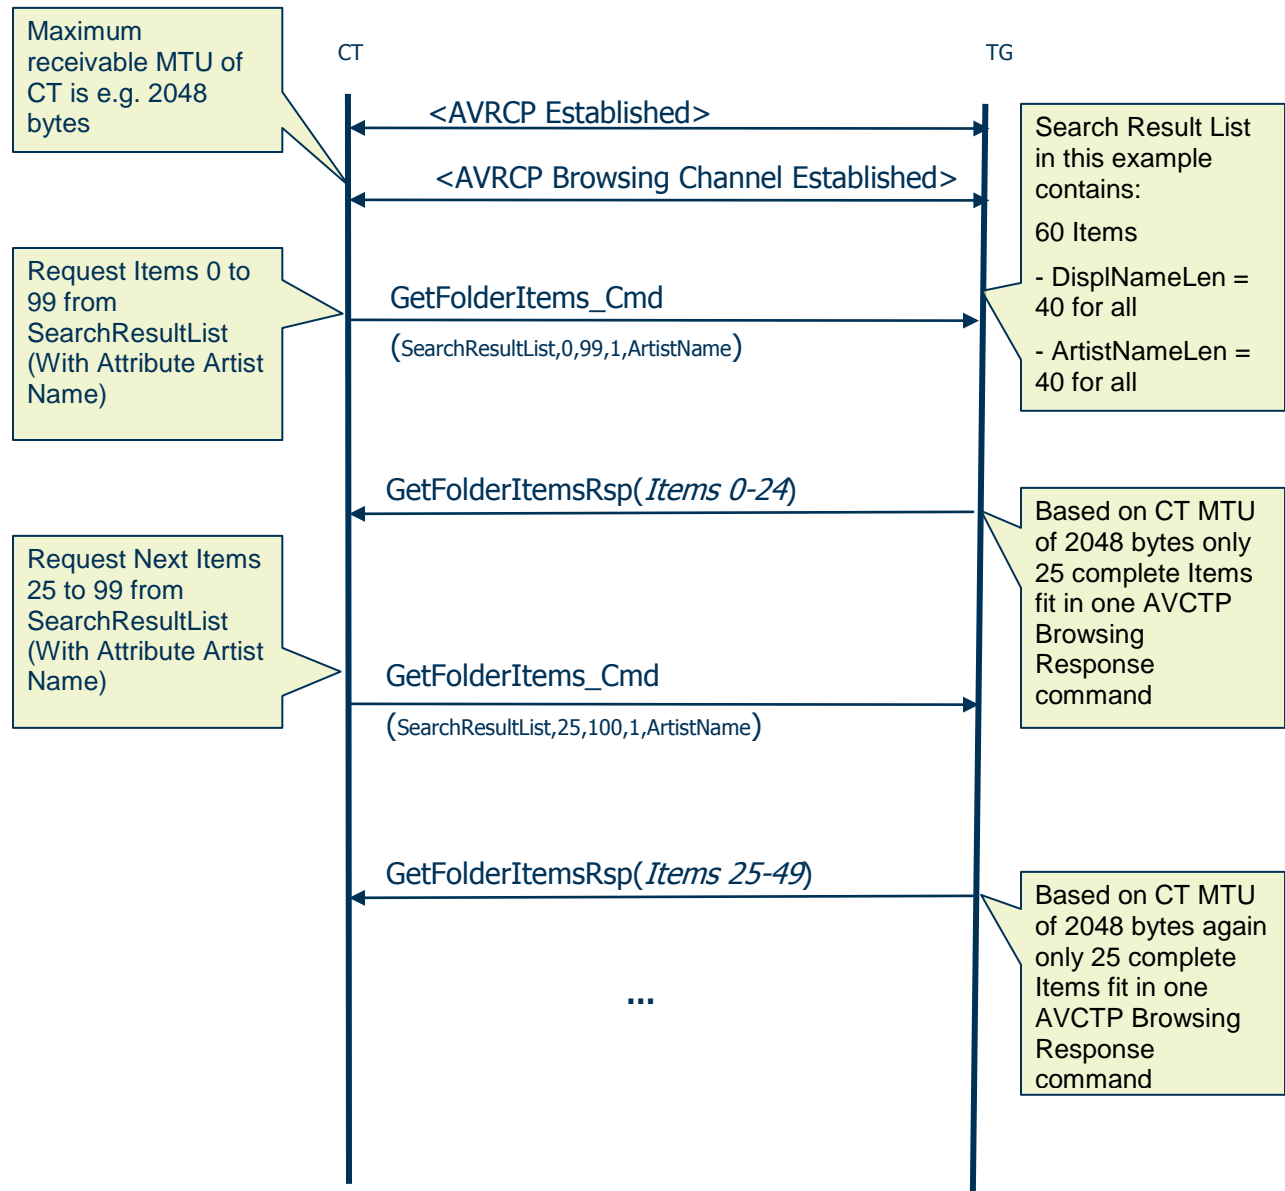 Maximum
receivable MTU of
CT is e.g. 2048
bytes
CT
TG
<AVRCP Established>
<AVRCP Browsing Channel Established>
Search Result List
in this example
contains:
60 Items
- DisplNameLen =
40 for all
- ArtistNameLen =
40 for all
Request Items 0 to
99 from
SearchResultList
(With Attribute Artist
Name)
GetFolderItems_Cmd
(SearchResultList,0,99,1,ArtistName)
GetFolderItemsRsp(Items 0-24)
Based on CT MTU
of 2048 bytes only
25 complete Items
fit in one AVCTP
Browsing
Response
command
Request Next Items
25 to 99 from
SearchResultList
(With Attribute Artist
Name)
GetFolderItems_Cmd
(SearchResultList,25,100,1,ArtistName)
GetFolderItemsRsp(Items 25-49)
Based on CT MTU
of 2048 bytes again
only 25 complete
Items fit in one
AVCTP Browsing
Response
command
...